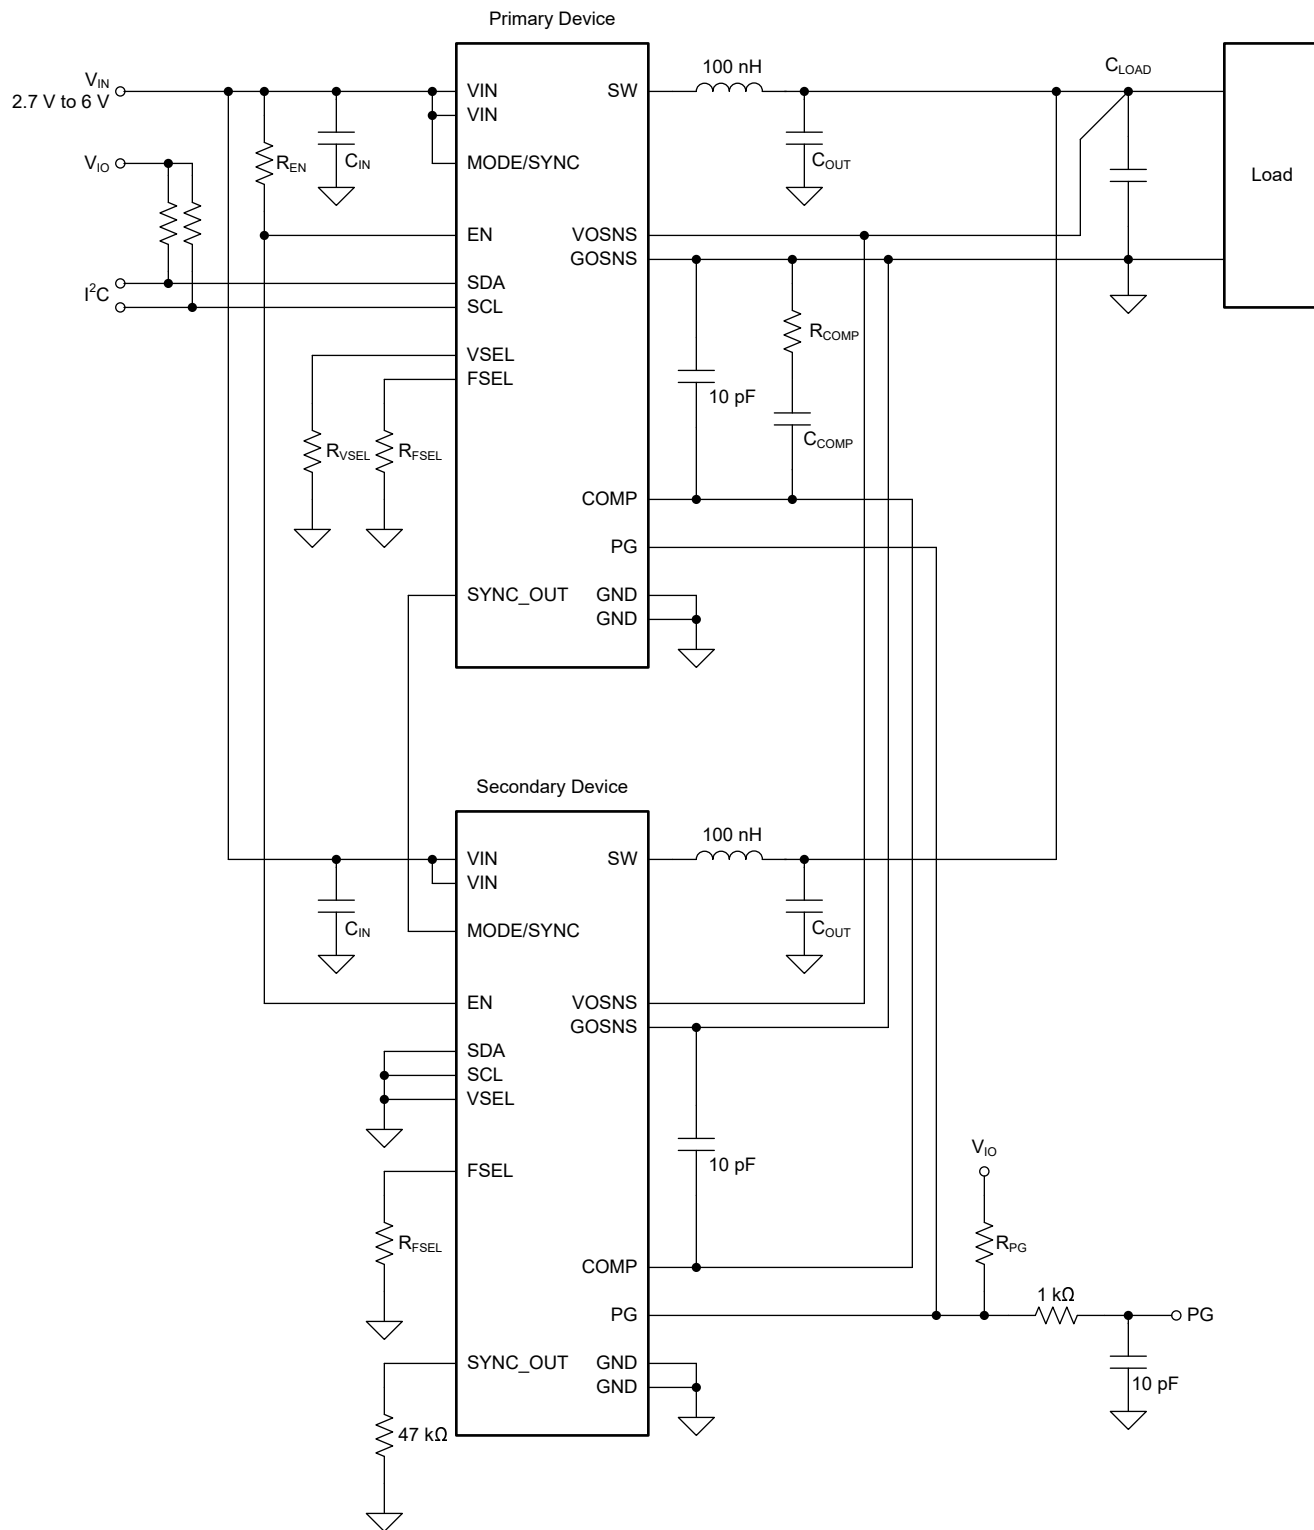 Primary Device
V_IN
2.7 V to 6 V
V_IO
I²C
R_EN
C_IN
VIN
VIN
MODE/SYNC
EN
SDA
SCL
VSEL
FSEL
SYNC_OUT
SW
VOSNS
GOSNS
COMP
PG
GND
GND
R_VSEL
R_FSEL
100 nH
C_OUT
C_LOAD
Load
R_COMP
10 pF
C_COMP
Secondary Device
C_IN
VIN
VIN
MODE/SYNC
EN
SDA
SCL
VSEL
FSEL
SYNC_OUT
SW
VOSNS
GOSNS
COMP
PG
GND
GND
R_FSEL
47 kΩ
100 nH
C_OUT
10 pF
V_IO
R_PG
1 kΩ
PG
10 pF